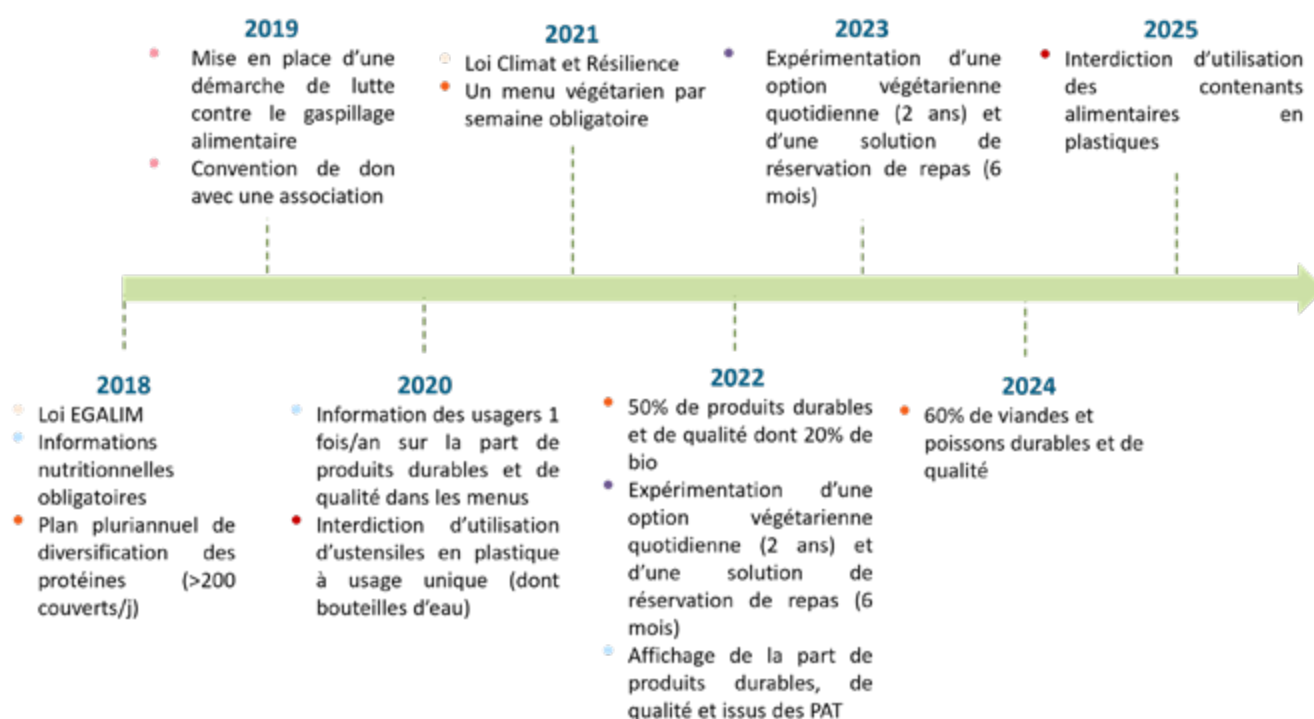 2019
Mise en place d'une
démarche de lutte
contre le gaspillage
alimentaire
Convention de don
avec une association
2021
Loi Climat et Résilience
Un menu végétarien par
semaine obligatoire
2023
Expérimentation d'une
option végétarienne
quotidienne (2 ans) et
d'une solution de
réservation de repas (6
mois)
2025
Interdiction d'utilisation
des contenants
alimentaires en
plastiques
2018
Loi EGALIM
Informations
nutritionnelles
obligatoires
Plan pluriannuel de
diversification des
protéines (>200
couverts/j)
2020
Information des usagers 1
fois/an sur la part de
produits durables et de
qualité dans les menus
Interdiction d'utilisation
d'ustensiles en plastique
à usage unique (dont
bouteilles d'eau)
2022
50% de produits durables
et de qualité dont 20% de
bio
Expérimentation d'une
option végétarienne
quotidienne (2 ans) et
d'une solution de
réservation de repas (6
mois)
Affichage de la part de
produits durables, de
qualité et issus des PAT
2024
60% de viandes et
poissons durables et de
qualité